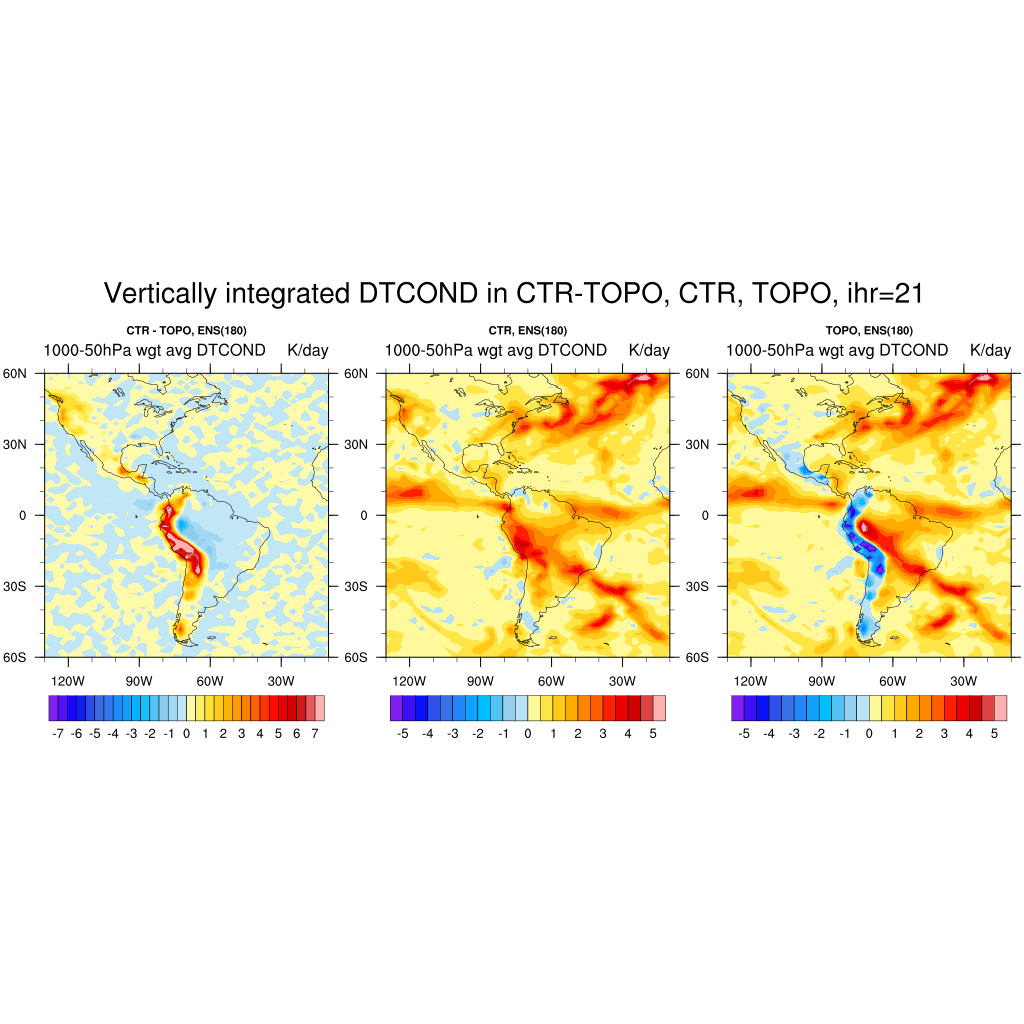 Vertically integrated DTCOND in CTR-TOPO, CTR, TOPO, ihr=21
CTR - TOPO, ENS(180)
1000-50hPa wgt avg DTCOND K/day
60N
30N
0
30S
60S
120W 90W 60W 30W
-7 -6 -5 -4 -3 -2 -1 0 1 2 3 4 5 6 7
CTR, ENS(180)
1000-50hPa wgt avg DTCOND K/day
60N
30N
0
30S
60S
120W 90W 60W 30W
-5 -4 -3 -2 -1 0 1 2 3 4 5
TOPO, ENS(180)
1000-50hPa wgt avg DTCOND K/day
60N
30N
0
30S
60S
120W 90W 60W 30W
-5 -4 -3 -2 -1 0 1 2 3 4 5